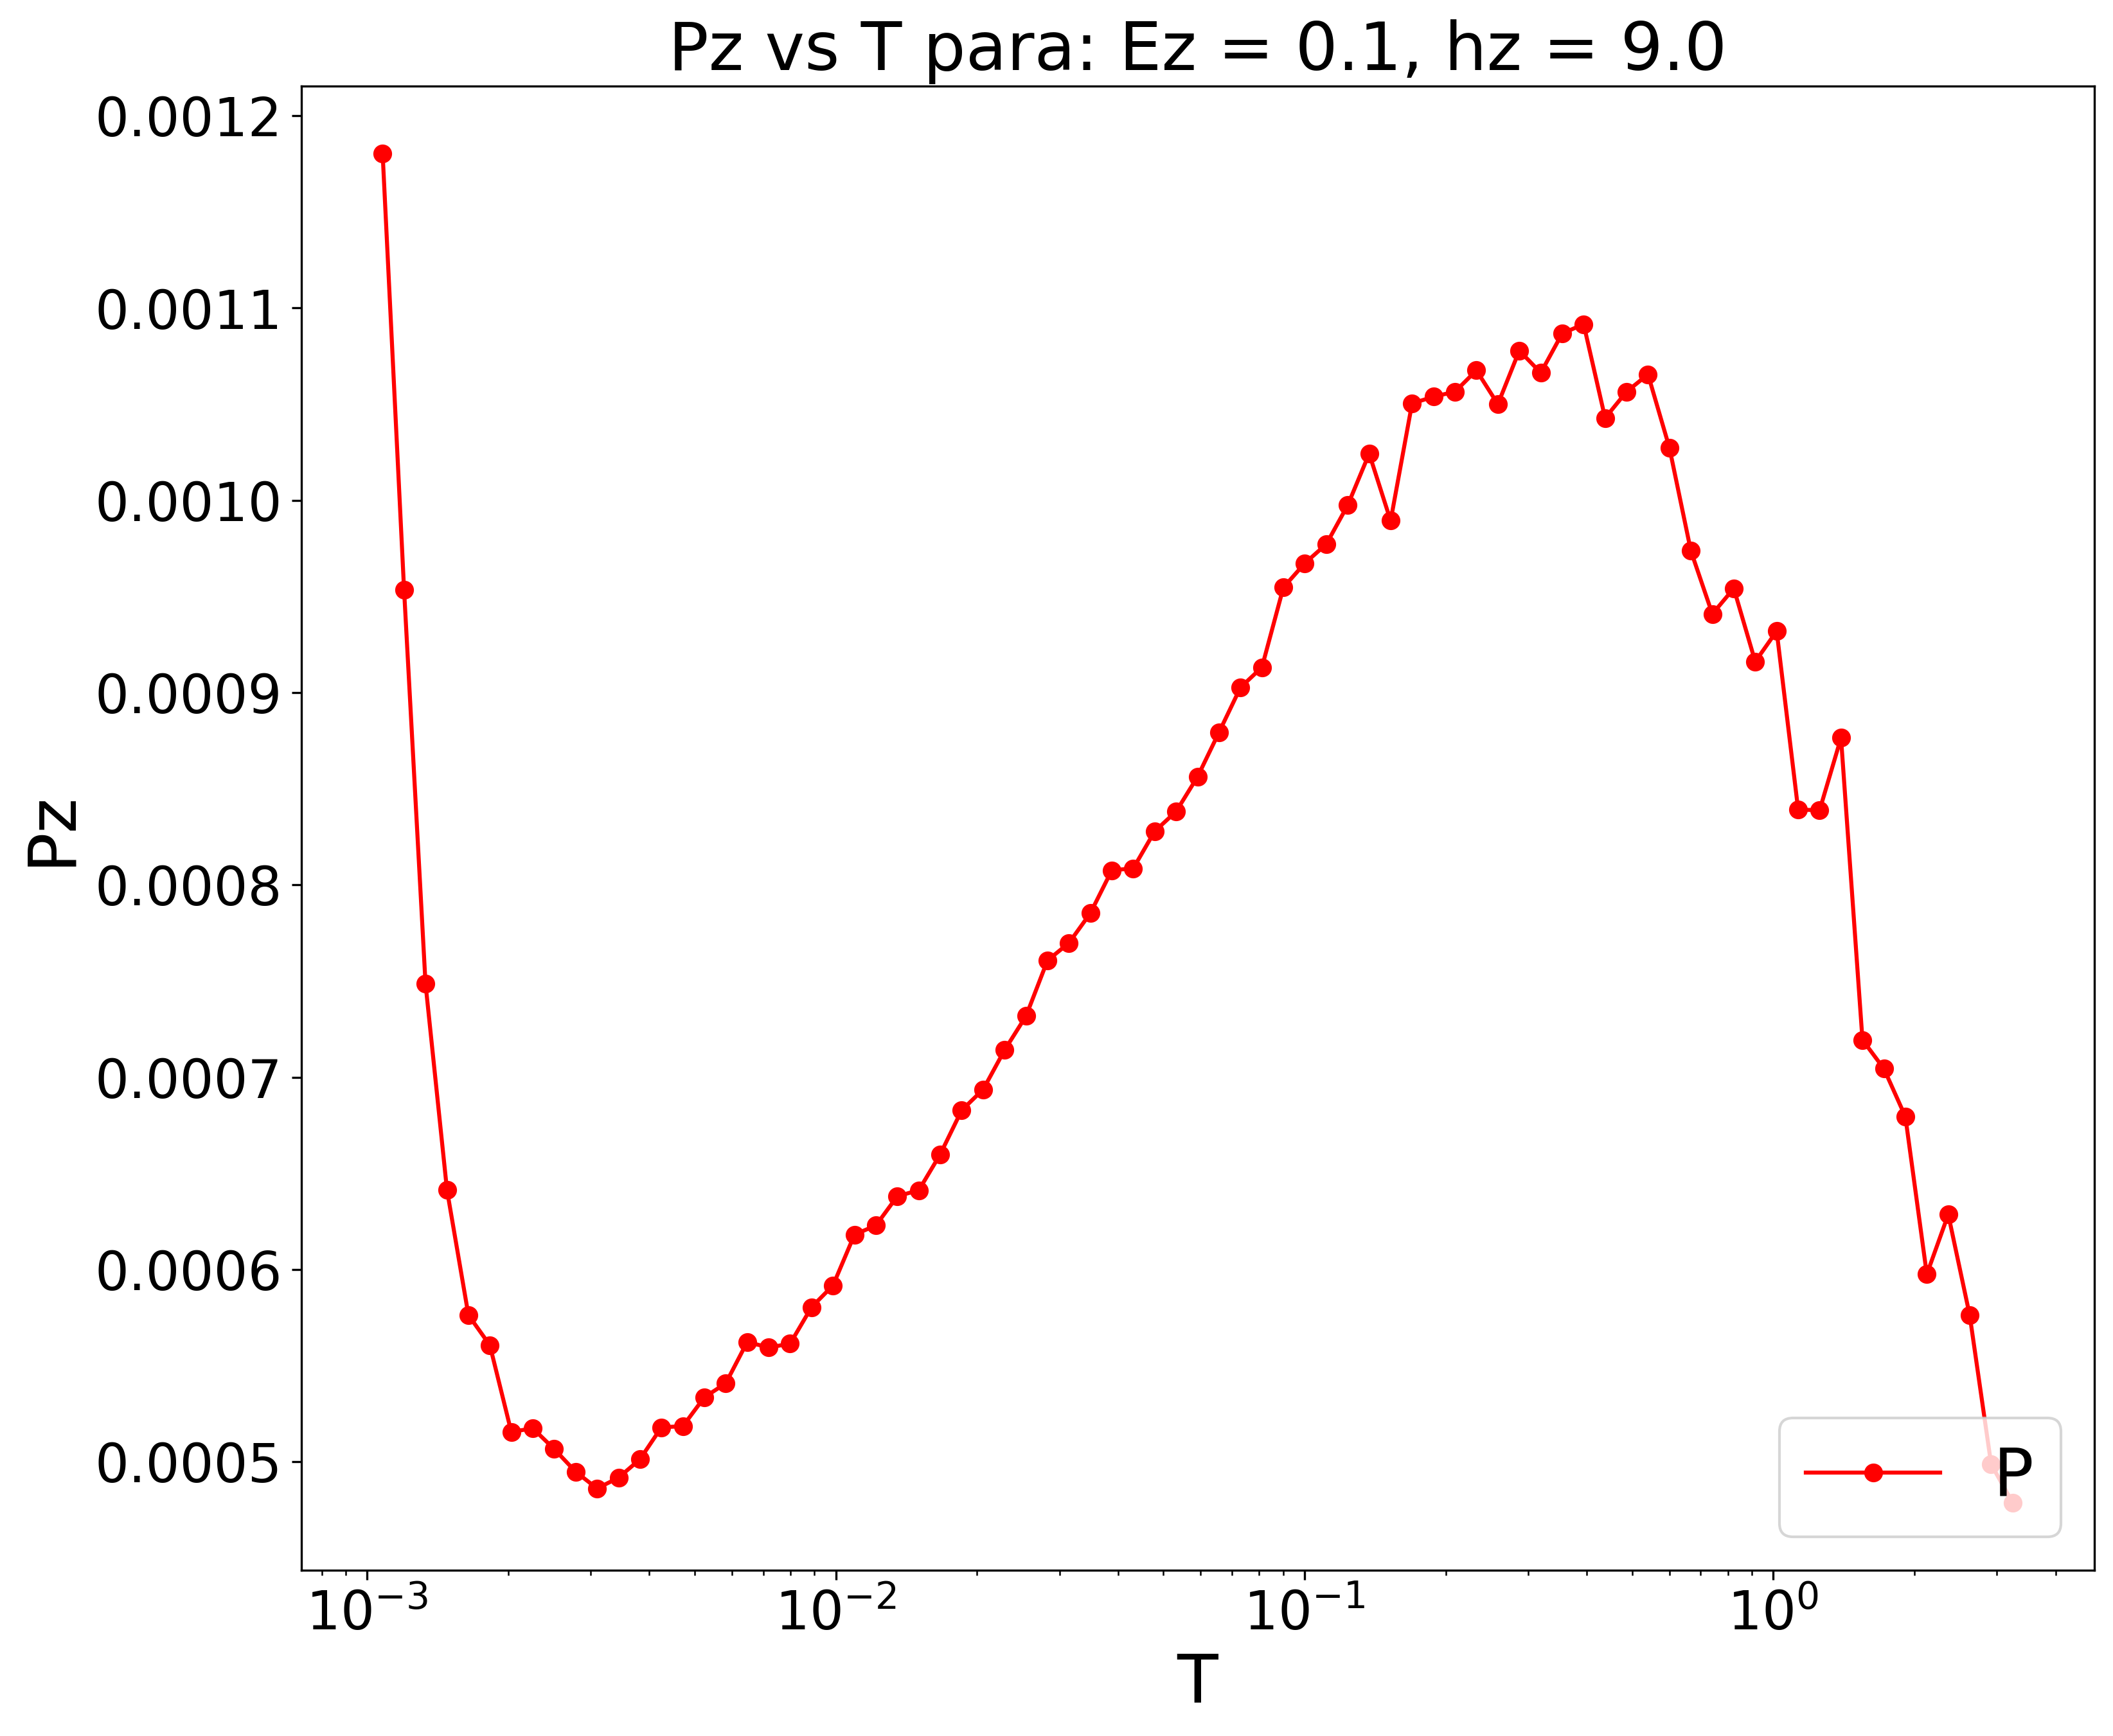 Pz vs T para: Ez = 0.1, hz = 9.0
0.0012
0.0011
0.0010
0.0009
0.0008
0.0007
0.0006
0.0005
Pz
P
10⁻³ 10⁻² 10⁻¹ 10⁰
T